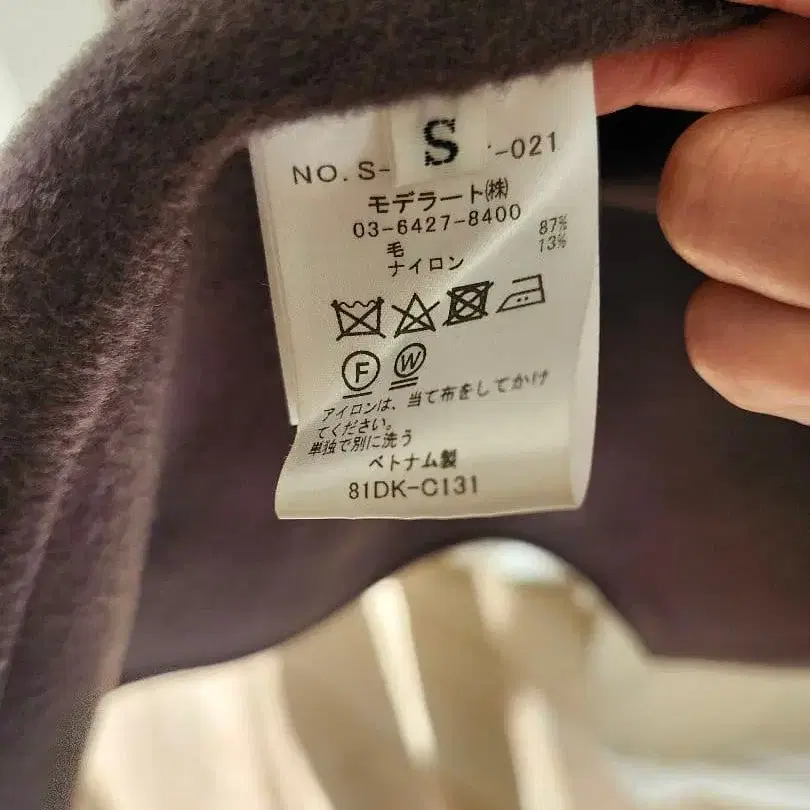 NO.S-
S
-021
モデラート㈱
03-6427-8400
毛 87%
ナイロン 13%
F W
アイロンは、当て布をしてかけ
てください。
単独で別に洗う
ベトナム製
81DK-C131